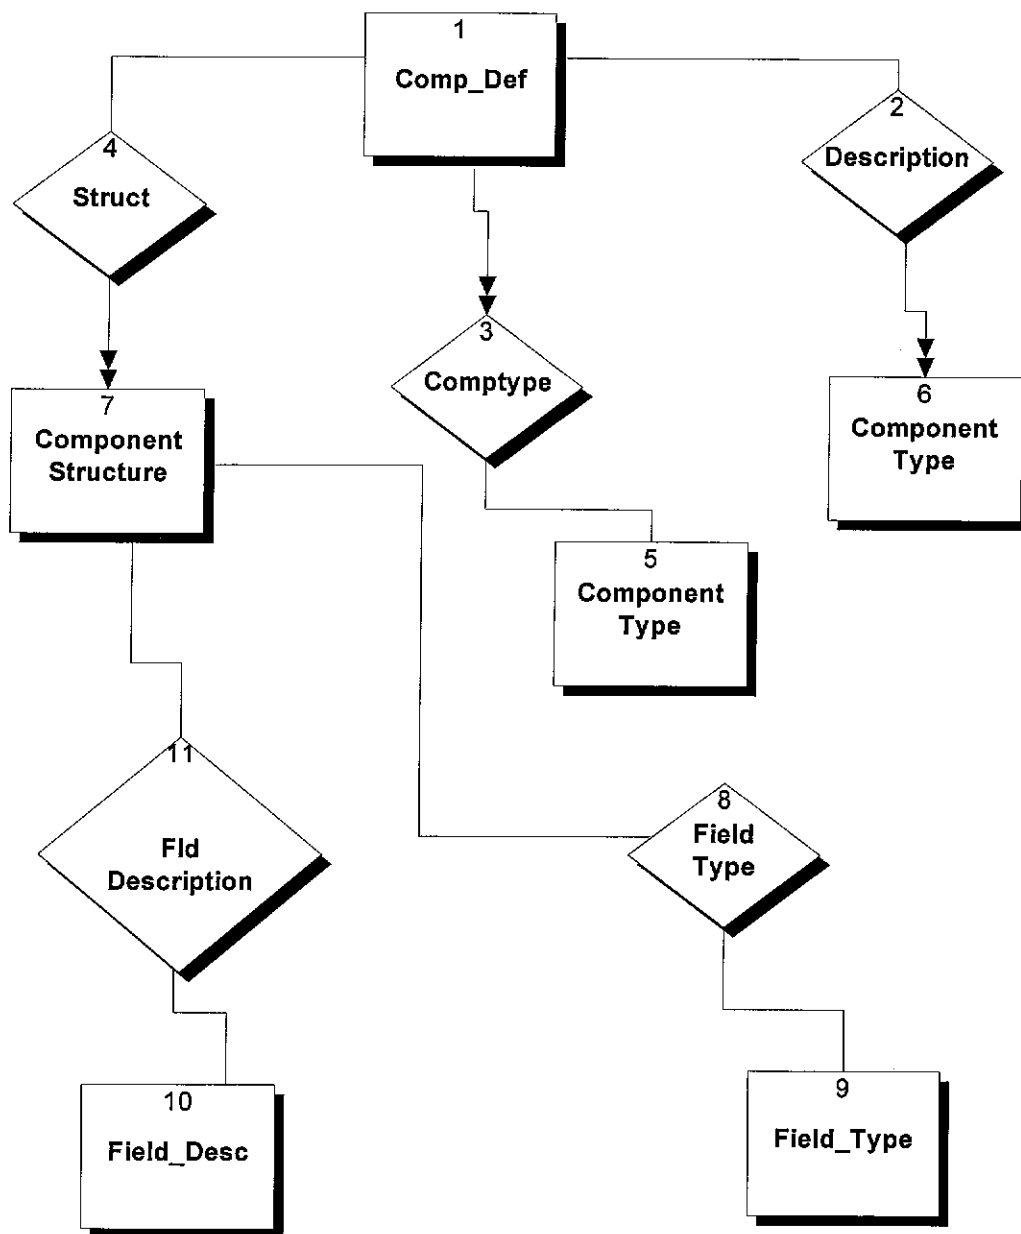 1
Comp_Def
2
Description
4
Struct
3
Comptype
7
Component
Structure
6
Component
Type
5
Component
Type
11
Fld
Description
8
Field
Type
10
Field_Desc
9
Field_Type